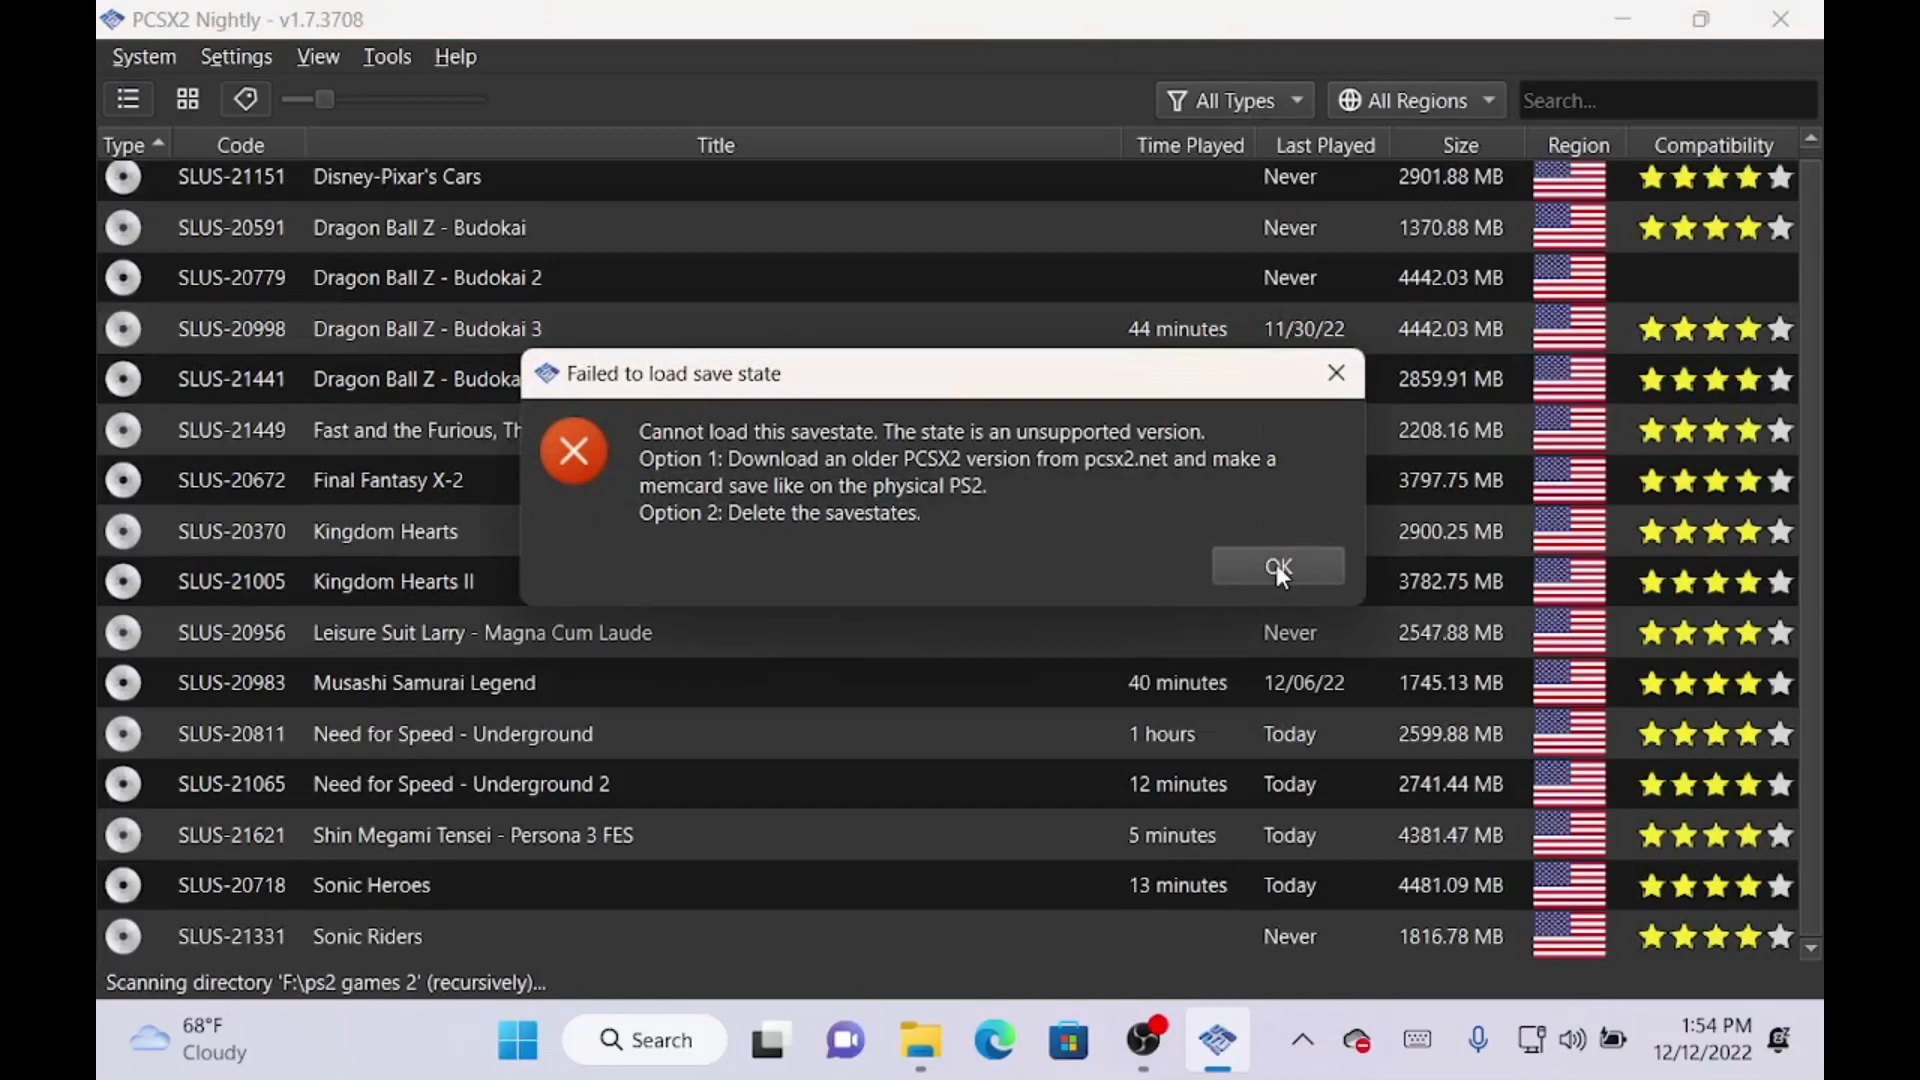 PCSX2 Nightly - v1.7.3708
System Settings View Tools Help
All Types All Regions Search...
Type Code Title Time Played Last Played Size Region Compatibility
SLUS-21151 Disney-Pixar's Cars Never 2901.88 MB
SLUS-20591 Dragon Ball Z - Budokai Never 1370.88 MB
SLUS-20779 Dragon Ball Z - Budokai 2 Never 4442.03 MB
SLUS-20998 Dragon Ball Z - Budokai 3 44 minutes 11/30/22 4442.03 MB
SLUS-21441 Dragon Ball Z - Budoka 2859.91 MB
SLUS-21449 Fast and the Furious, Th 2208.16 MB
SLUS-20672 Final Fantasy X-2 3797.75 MB
SLUS-20370 Kingdom Hearts 2900.25 MB
SLUS-21005 Kingdom Hearts II 3782.75 MB
Failed to load save state
Cannot load this savestate. The state is an unsupported version.
Option 1: Download an older PCSX2 version from pcsx2.net and make a
memcard save like on the physical PS2.
Option 2: Delete the savestates.
OK
SLUS-20956 Leisure Suit Larry - Magna Cum Laude Never 2547.88 MB
SLUS-20983 Musashi Samurai Legend 40 minutes 12/06/22 1745.13 MB
SLUS-20811 Need for Speed - Underground 1 hours Today 2599.88 MB
SLUS-21065 Need for Speed - Underground 2 12 minutes Today 2741.44 MB
SLUS-21621 Shin Megami Tensei - Persona 3 FES 5 minutes Today 4381.47 MB
SLUS-20718 Sonic Heroes 13 minutes Today 4481.09 MB
SLUS-21331 Sonic Riders Never 1816.78 MB
Scanning directory 'F:\ps2 games 2' (recursively)...
68°F
Cloudy
Search
1:54 PM
12/12/2022